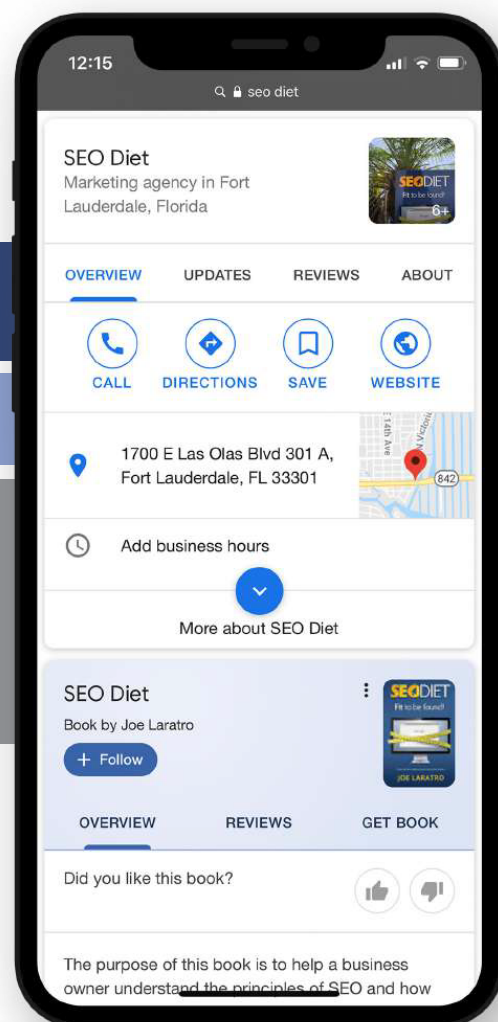 12:15
seo diet
SEO Diet
Marketing agency in Fort
Lauderdale, Florida
SEODIET
Fit to be found!
6+
OVERVIEW UPDATES REVIEWS ABOUT
CALL DIRECTIONS SAVE WEBSITE
1700 E Las Olas Blvd 301 A,
Fort Lauderdale, FL 33301
E 14th Ave
N Victoria
842
Add business hours
More about SEO Diet
SEO Diet
Book by Joe Laratro
+ Follow
SEODIET
Fit to be found!
JOE LARATRO
OVERVIEW REVIEWS GET BOOK
Did you like this book?
The purpose of this book is to help a business
owner understand the principles of SEO and how